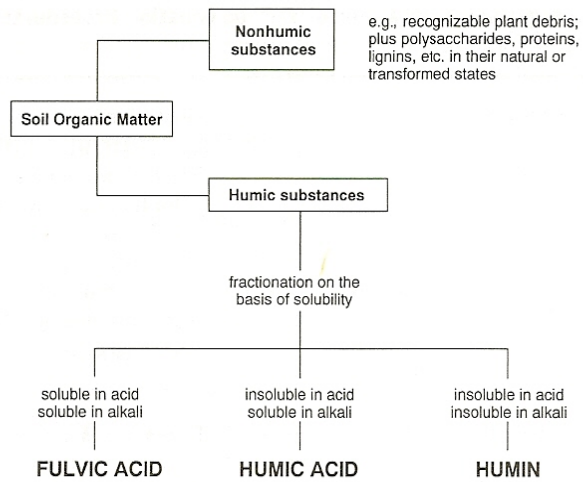 Nonhumic
substances
e.g., recognizable plant debris;
plus polysaccharides, proteins,
lignins, etc. in their natural or
transformed states
Soil Organic Matter
Humic substances
fractionation on the
basis of solubility
soluble in acid
soluble in alkali
insoluble in acid
soluble in alkali
insoluble in acid
insoluble in alkali
FULVIC ACID
HUMIC ACID
HUMIN